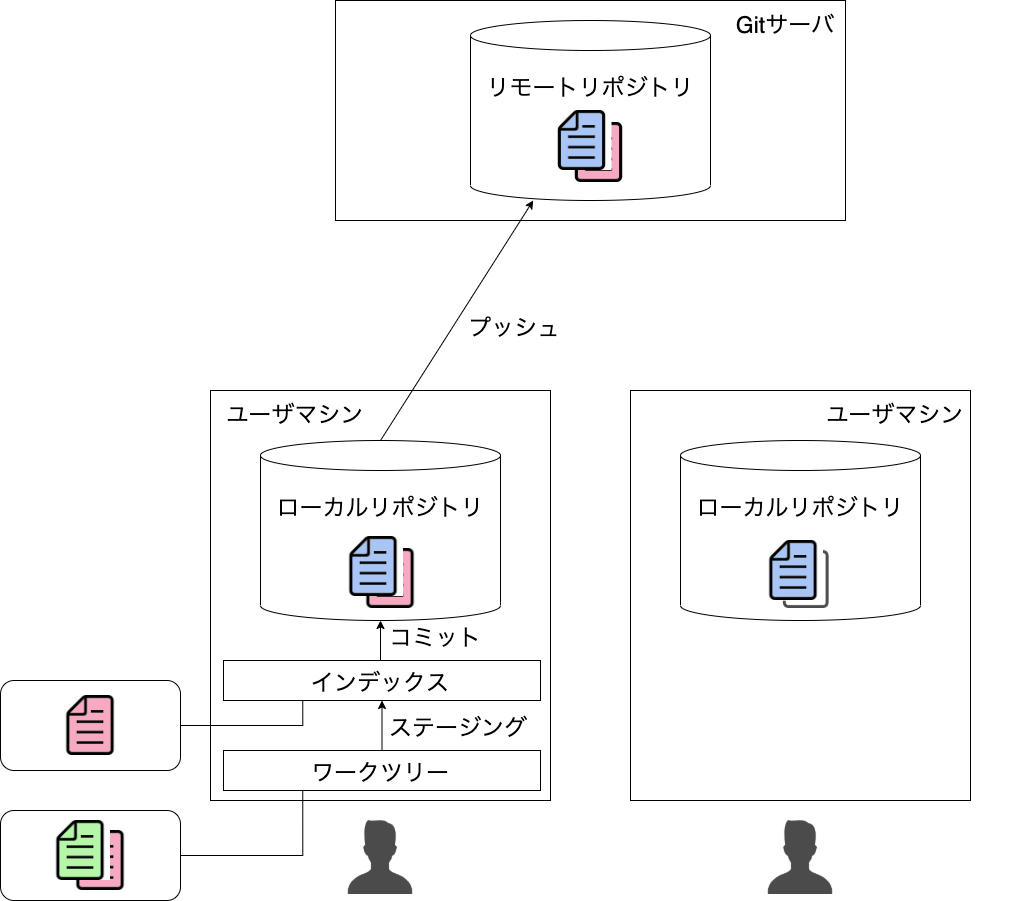 Gitサーバ
リモートリポジトリ
プッシュ
ユーザマシン
ユーザマシン
ローカルリポジトリ
ローカルリポジトリ
コミット
インデックス
ステージング
ワークツリー